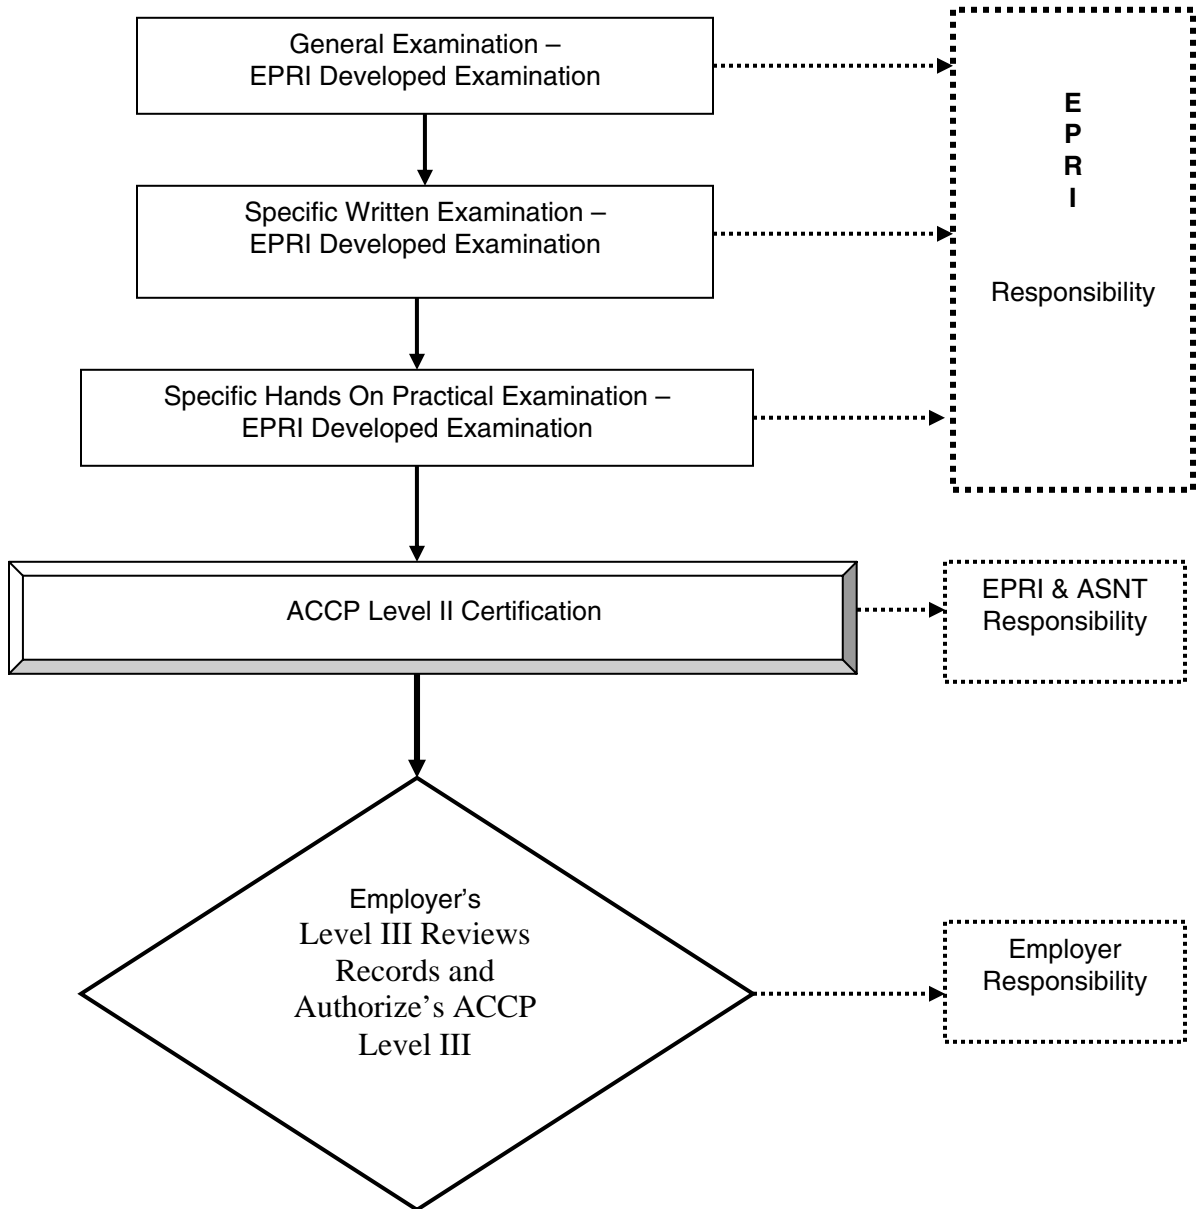 General Examination –
EPRI Developed Examination
E
P
R
I
Responsibility
Specific Written Examination –
EPRI Developed Examination
Specific Hands On Practical Examination –
EPRI Developed Examination
ACCP Level II Certification
EPRI & ASNT
Responsibility
Employer’s
Level III Reviews
Records and
Authorize’s ACCP
Level III
Employer
Responsibility